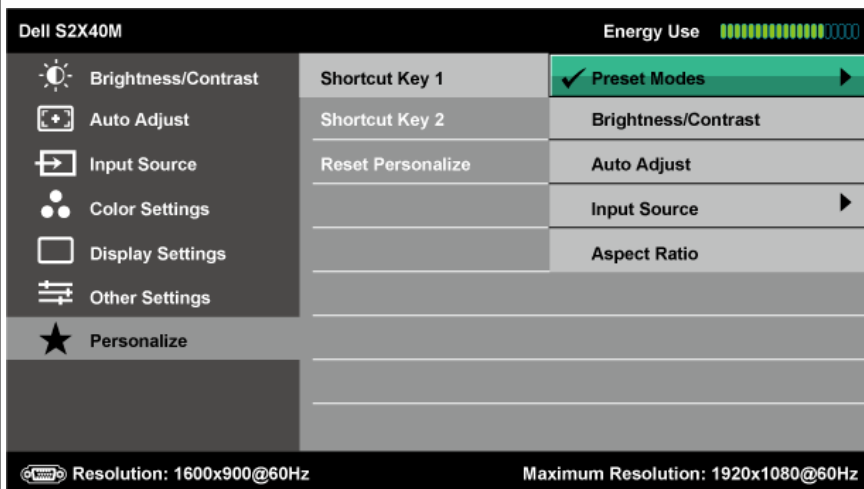 Dell S2X40M Energy Use
Brightness/Contrast Shortcut Key 1 Preset Modes
Auto Adjust Shortcut Key 2 Brightness/Contrast
Input Source Reset Personalize Auto Adjust
Color Settings Input Source
Display Settings Aspect Ratio
Other Settings
Personalize
Resolution: 1600x900@60Hz Maximum Resolution: 1920x1080@60Hz